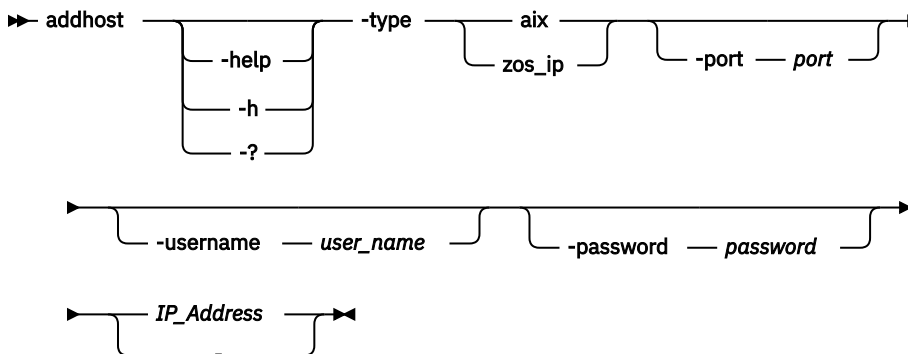 addhost -type aix -help zos_ip -port port -h -?
-username user_name -password password
IP_Address